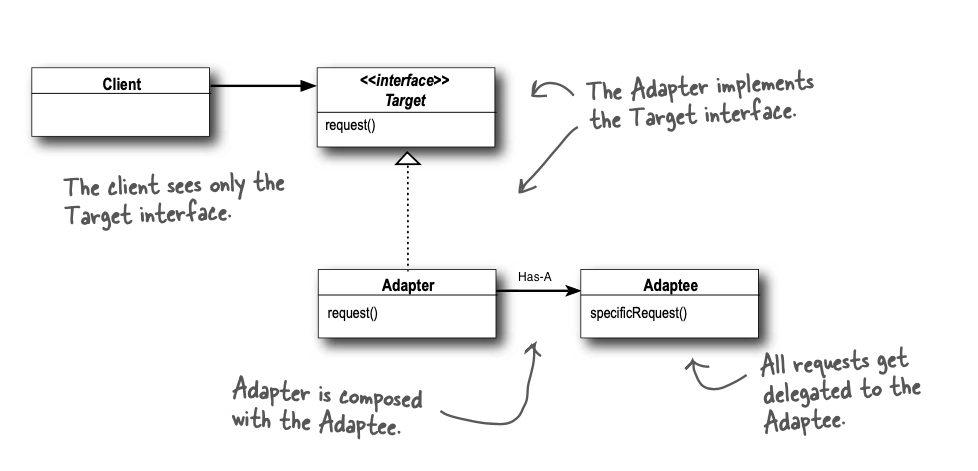 Client
<<interface>>
Target
request()
The Adapter implements
the Target interface.
The client sees only the
Target interface.
Adapter
request()
Has-A
Adaptee
specificRequest()
Adapter is composed
with the Adaptee.
All requests get
delegated to the
Adaptee.